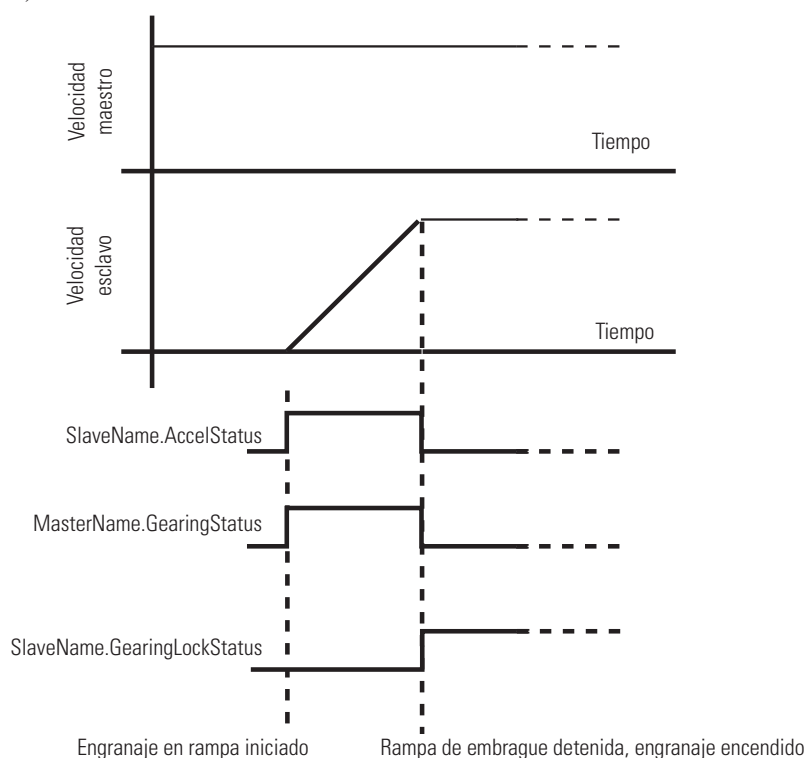 Velocidad
maestro
Tiempo
Velocidad
esclavo
Tiempo
SlaveName.AccelStatus
MasterName.GearingStatus
SlaveName.GearingLockStatus
Engranaje en rampa iniciado
Rampa de embrague detenida, engranaje encendido